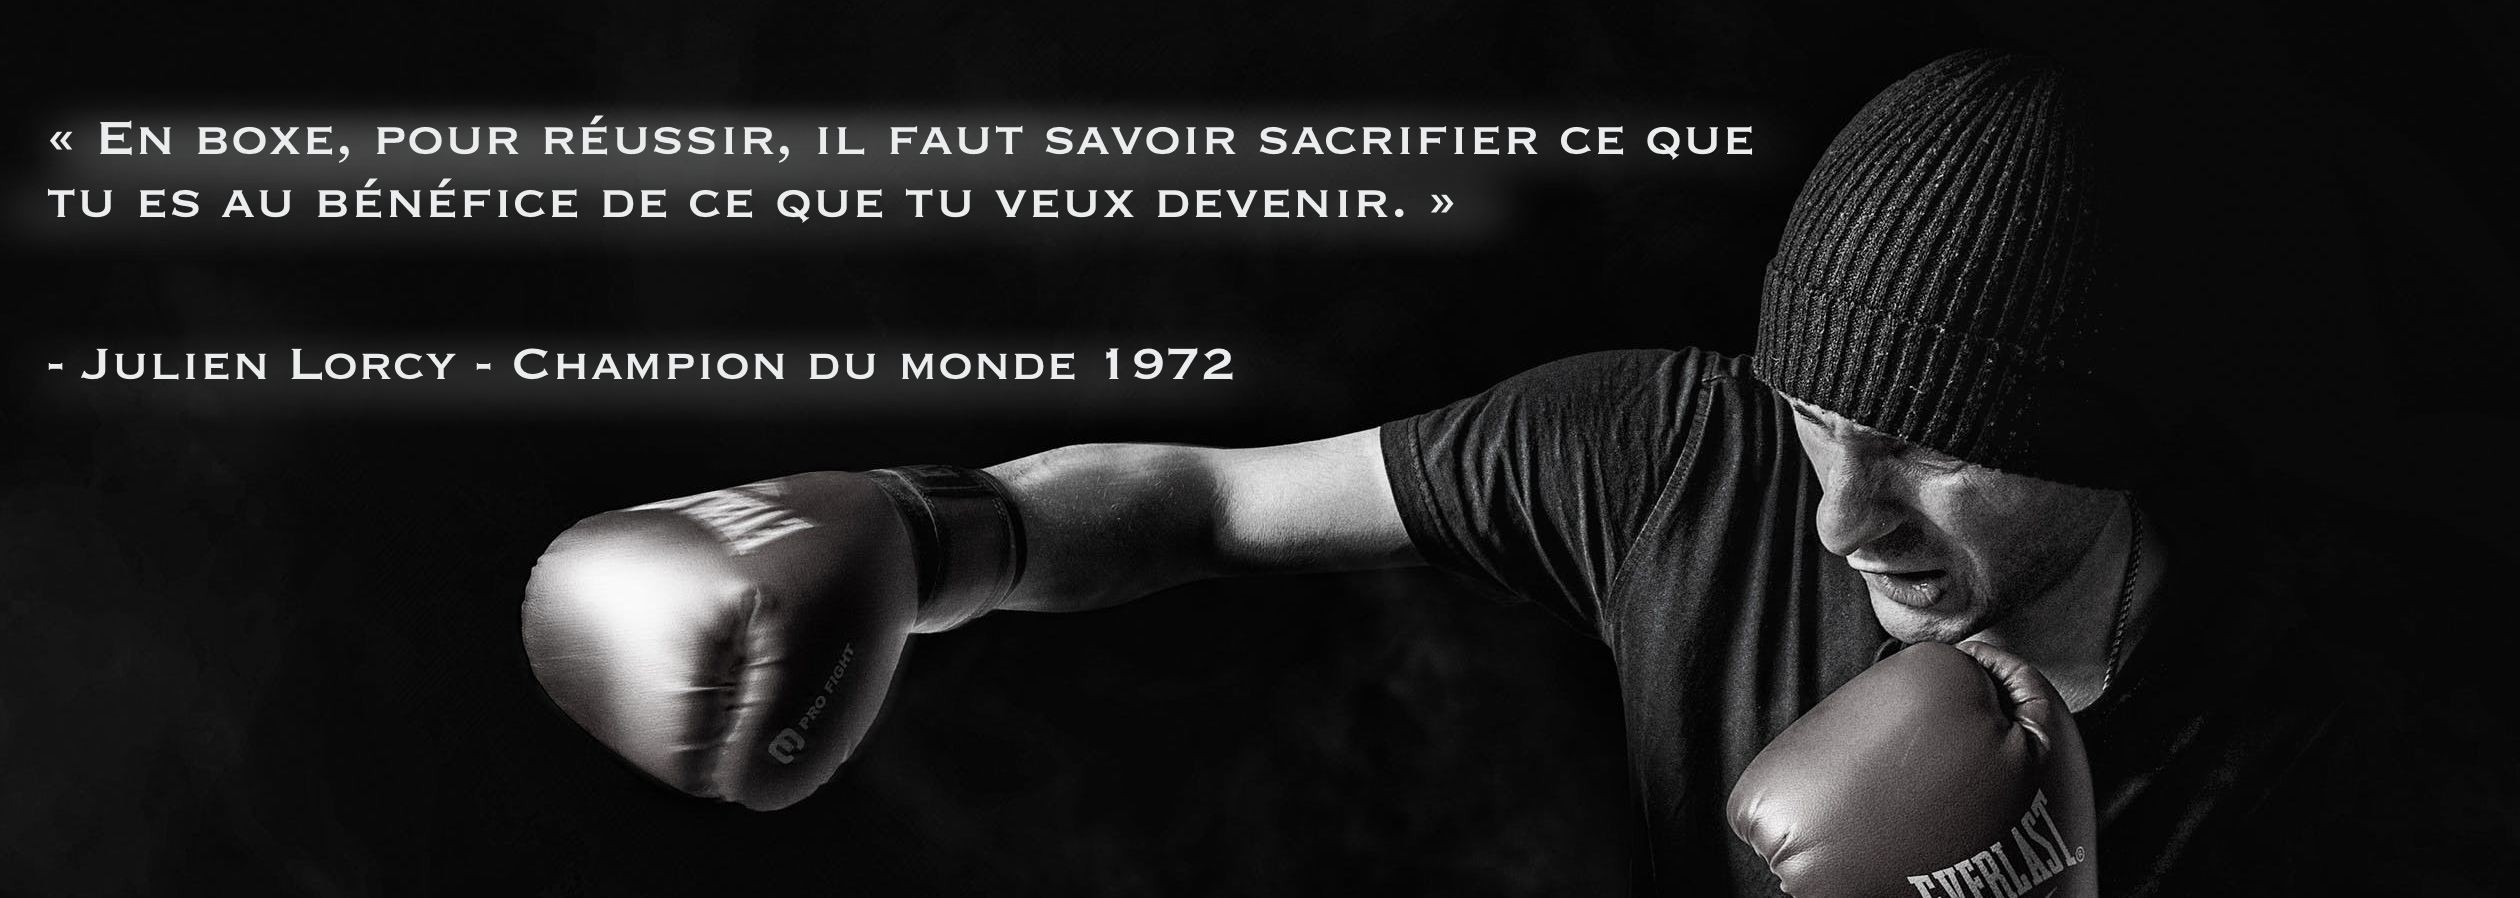 « En boxe, pour réussir, il faut savoir sacrifier ce que
tu es au bénéfice de ce que tu veux devenir. »
- Julien Lorcy - Champion du monde 1972
PRO FIGHT
EVERLAST®